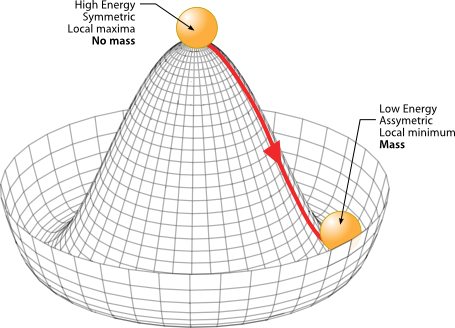 High Energy
Symmetric
Local maxima
No mass
Low Energy
Assymetric
Local minimum
Mass